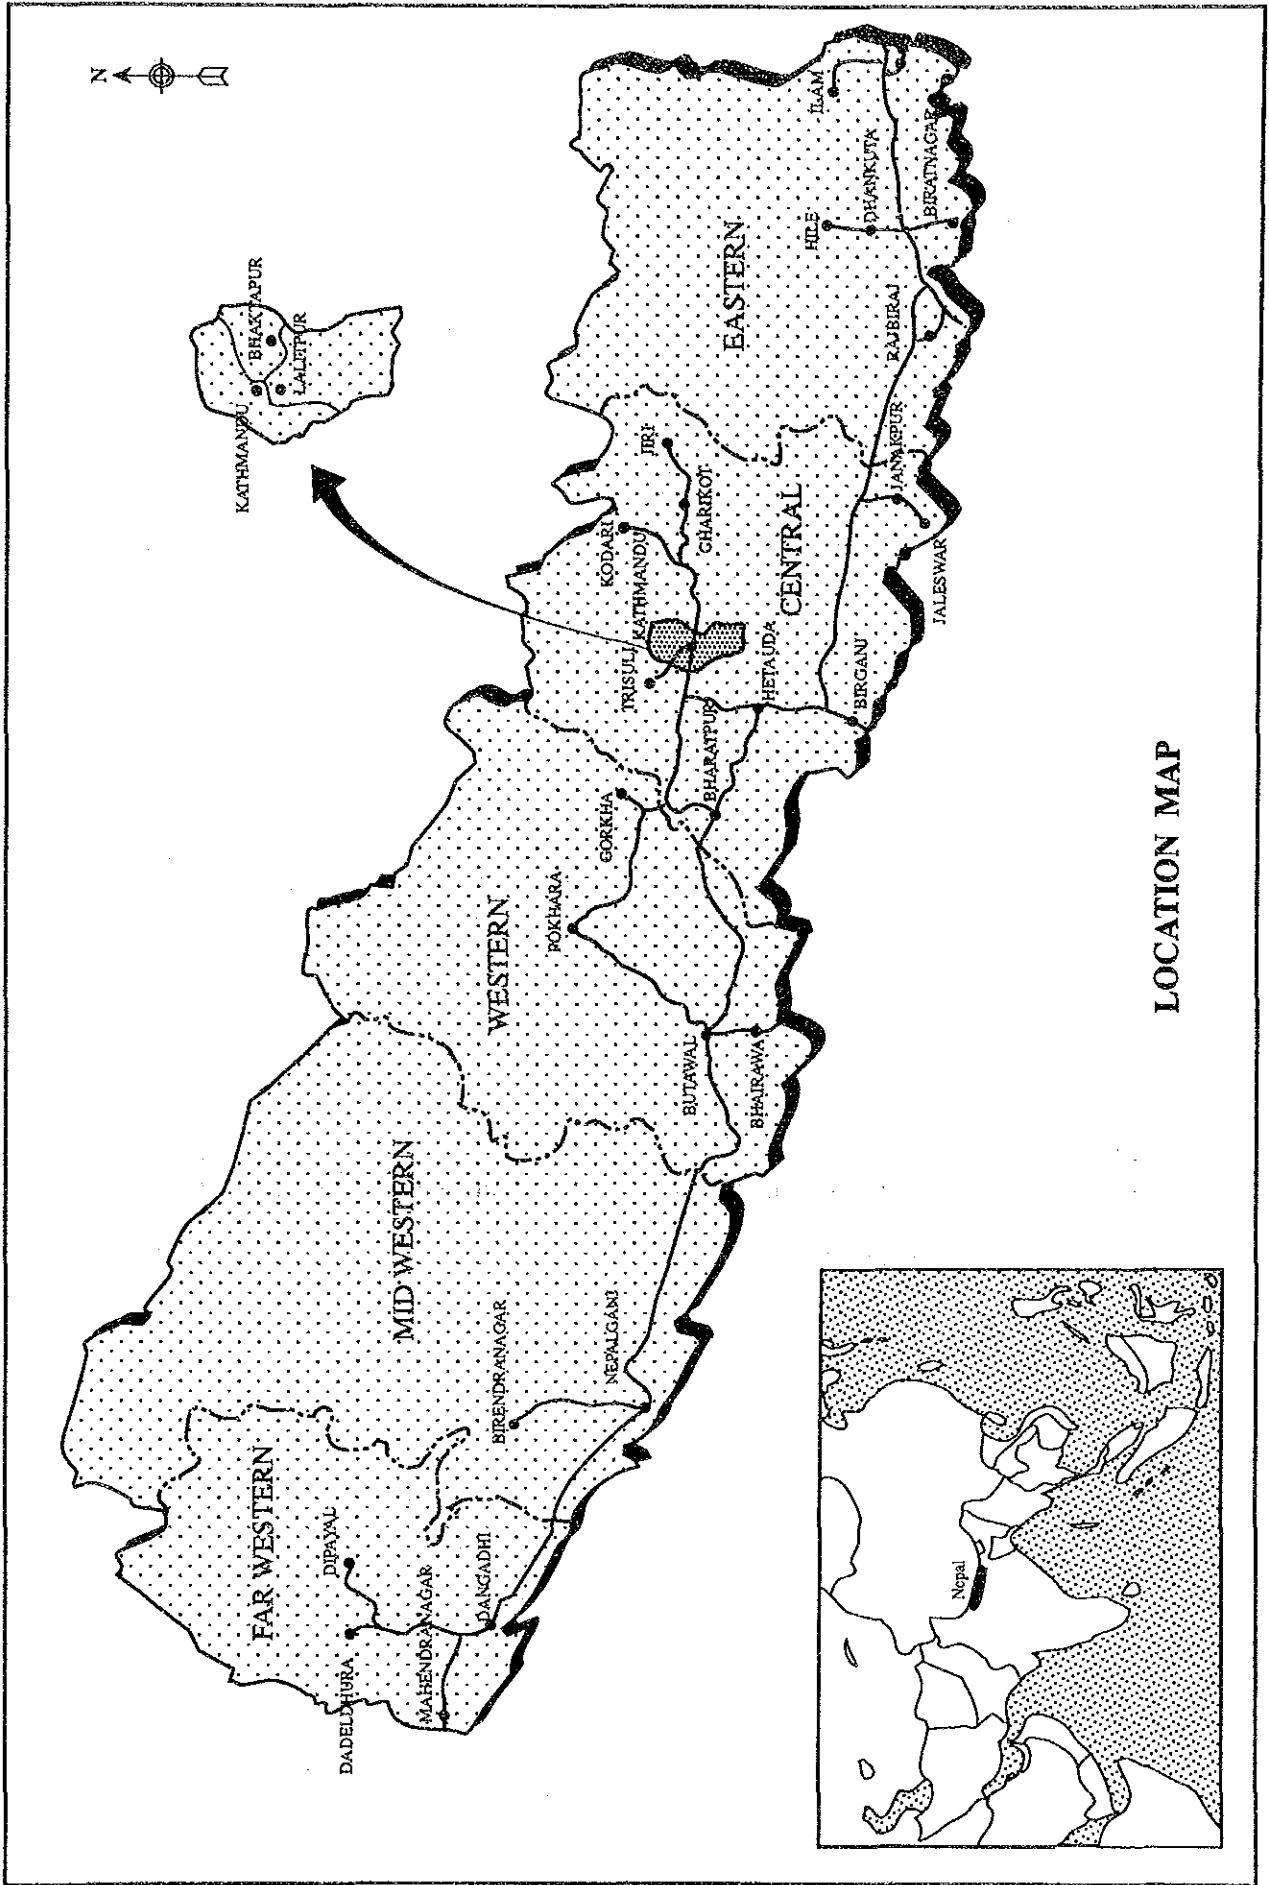 N
KATHMANDU
BHAKTAPUR
LALITPUR
FAR WESTERN
DIPAYAL
DADELDHURA
MAHENDRANAGAR
DANGADHI
MID WESTERN
BIRENDRANAGAR
NEPALGANJ
WESTERN
POKHARA
GORKHA
BUTAWAL
BHAIRAWA
KODARI
KATHMANDU
TRISULI
JIRI
CHARIKOT
CENTRAL
BHARATPUR
HETAUDA
BIRGANJ
JANAKPUR
JALESWAR
EASTERN
HILE
DHANKUTA
ILAM
RAJBIRAJ
BIRATNAGAR
Nepal
LOCATION MAP